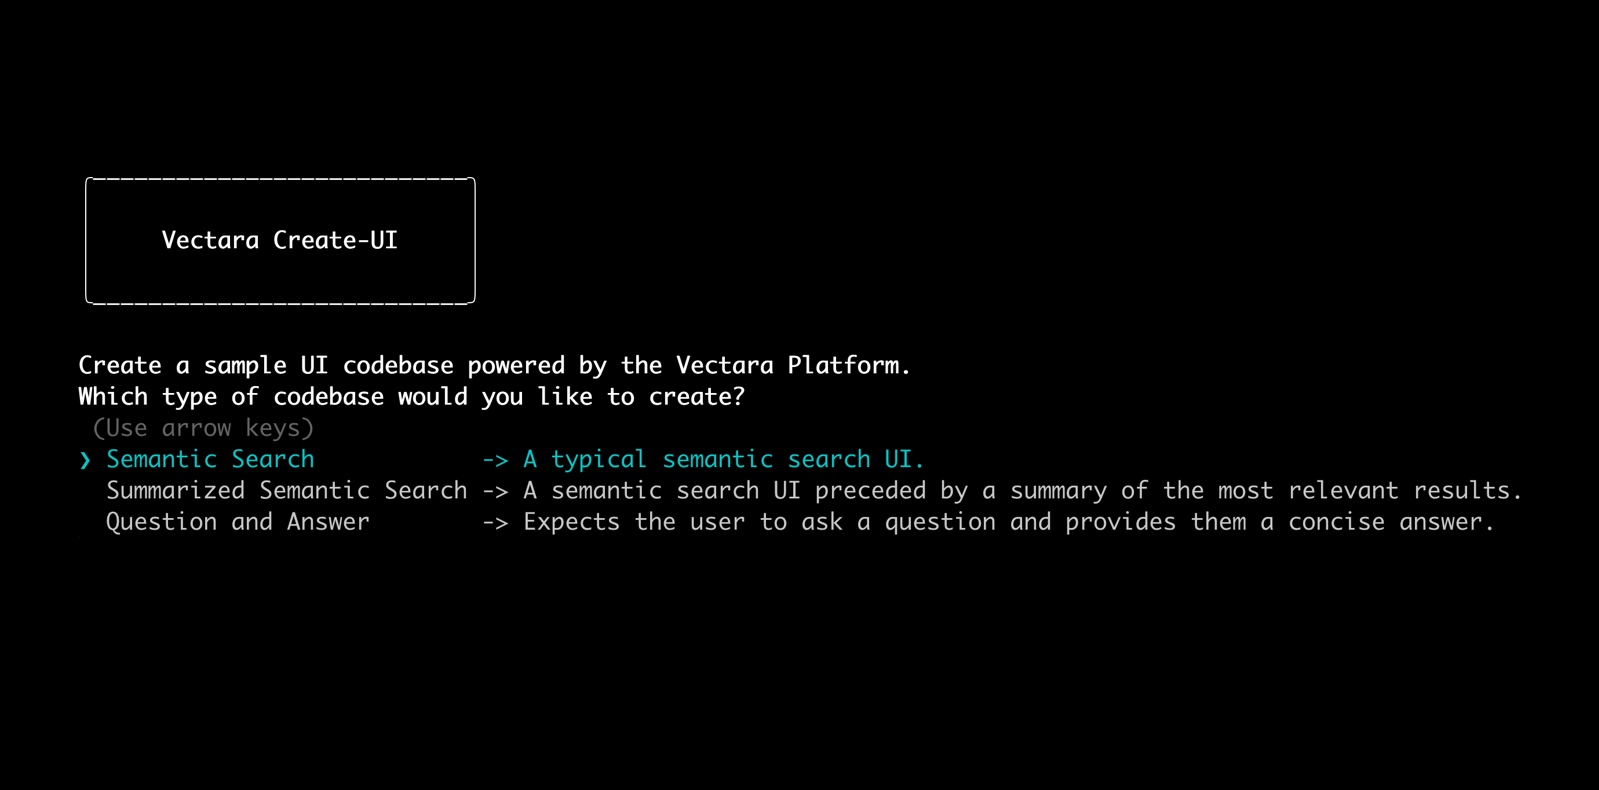 Vectara Create-UI
Create a sample UI codebase powered by the Vectara Platform.
Which type of codebase would you like to create?
(Use arrow keys)
❯ Semantic Search -> A typical semantic search UI.
Summarized Semantic Search -> A semantic search UI preceded by a summary of the most relevant results.
Question and Answer -> Expects the user to ask a question and provides them a concise answer.